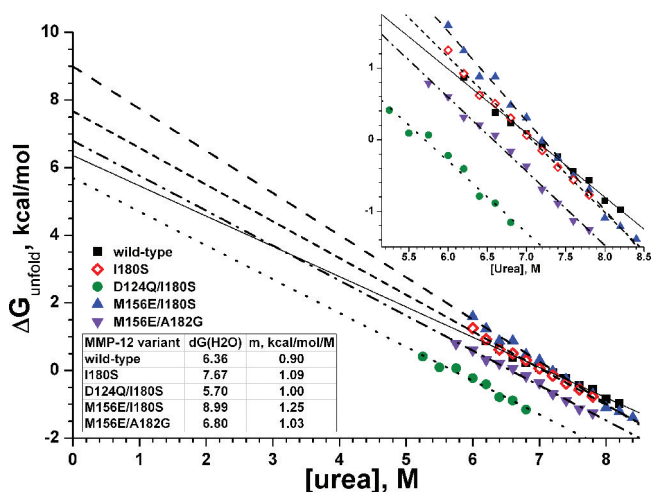 ΔG unfold, kcal/mol
10
8
6
4
2
0
-2
0
1
2
3
4
5
6
7
8
[urea], M
wild-type
I180S
D124Q/I180S
M156E/I180S
M156E/A182G
MMP-12 variant dG(H2O) m, kcal/mol/M
wild-type 6.36 0.90
I180S 7.67 1.09
D124Q/I180S 5.70 1.00
M156E/I180S 8.99 1.25
M156E/A182G 6.80 1.03
1
0
-1
5.5 6.0 6.5 7.0 7.5 8.0 8.5
[Urea], M